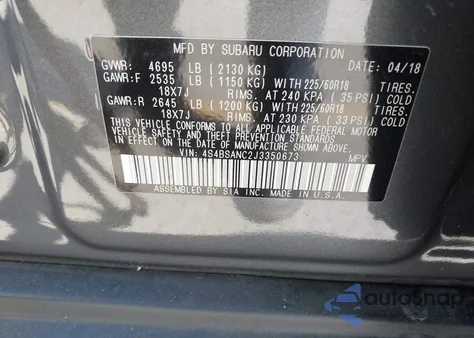 MFD BY SUBARU CORPORATION
GVWR: 4695 LB ( 2130 KG) DATE 04/18
GAWR:F 2535 LB ( 1150 KG) WITH 225/60R18 TIRES.
18X7J RIMS. AT 240 KPA ( 35 PSI) COLD
GAWR:R 2645 LB ( 1200 KG) WITH 225/60R18 TIRES.
18X7J RIMS. AT 230 KPA ( 33 PSI) COLD
THIS VEHICLE CONFORMS TO ALL APPLICABLE FEDERAL MOTOR
VEHICLE SAFETY, BUMPER, AND THEFT PREVENTION STANDARDS
IN EFFECT ON THE DATE OF MANUFACTURE SHOWN ABOVE.
VIN: 4S4BSANC2J3350673 MPV
ASSEMBLED BY SIA INC. MADE IN U.S.A.
autosnap